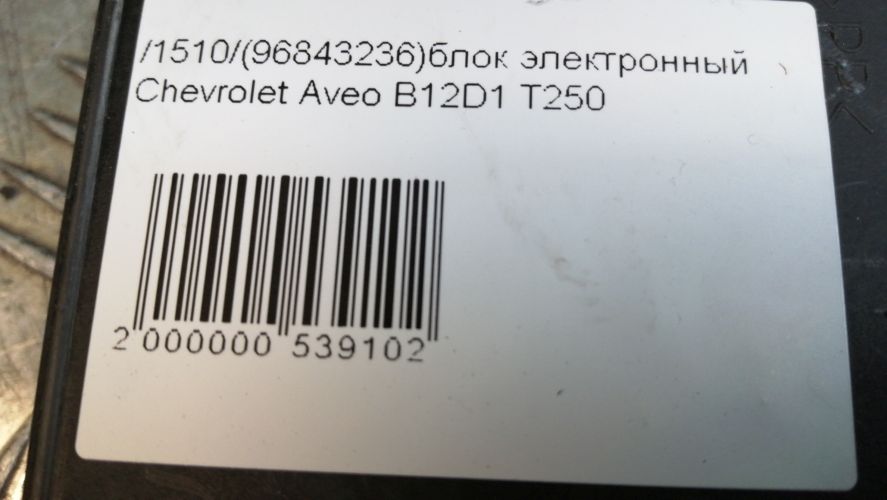 /1510/(96843236)блок электронный
Chevrolet Aveo B12D1 T250
2 000000 539102